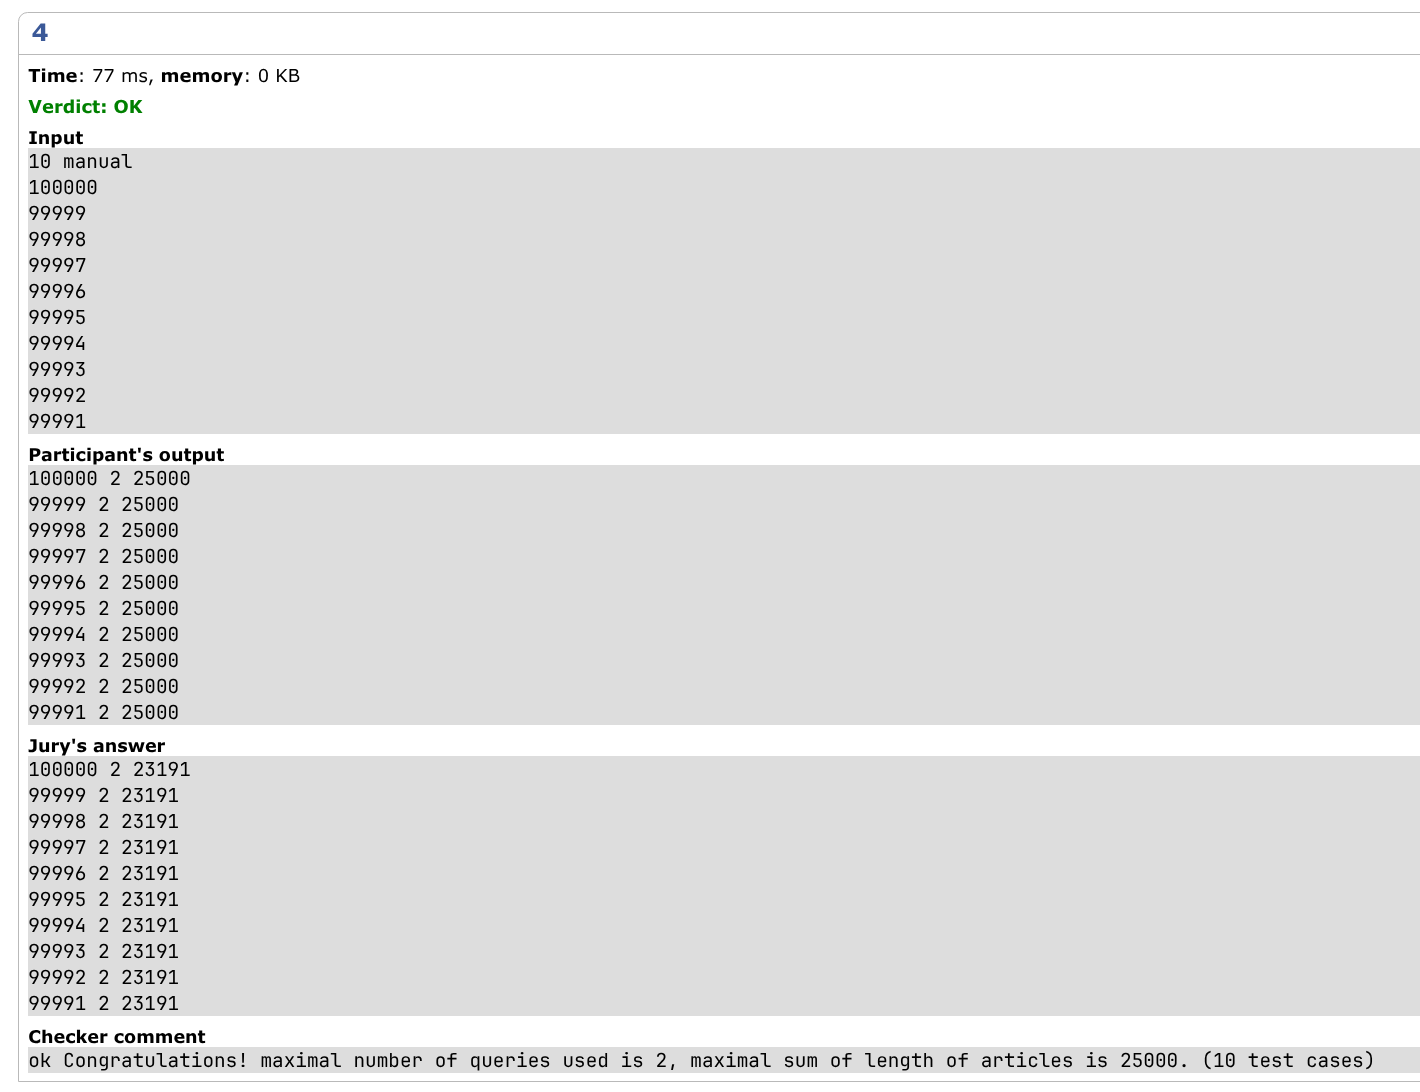 4
Time: 77 ms, memory: 0 KB
Verdict: OK
Input
10 manual
100000
99999
99998
99997
99996
99995
99994
99993
99992
99991
Participant's output
100000 2 25000
99999 2 25000
99998 2 25000
99997 2 25000
99996 2 25000
99995 2 25000
99994 2 25000
99993 2 25000
99992 2 25000
99991 2 25000
Jury's answer
100000 2 23191
99999 2 23191
99998 2 23191
99997 2 23191
99996 2 23191
99995 2 23191
99994 2 23191
99993 2 23191
99992 2 23191
99991 2 23191
Checker comment
ok Congratulations! maximal number of queries used is 2, maximal sum of length of articles is 25000. (10 test cases)